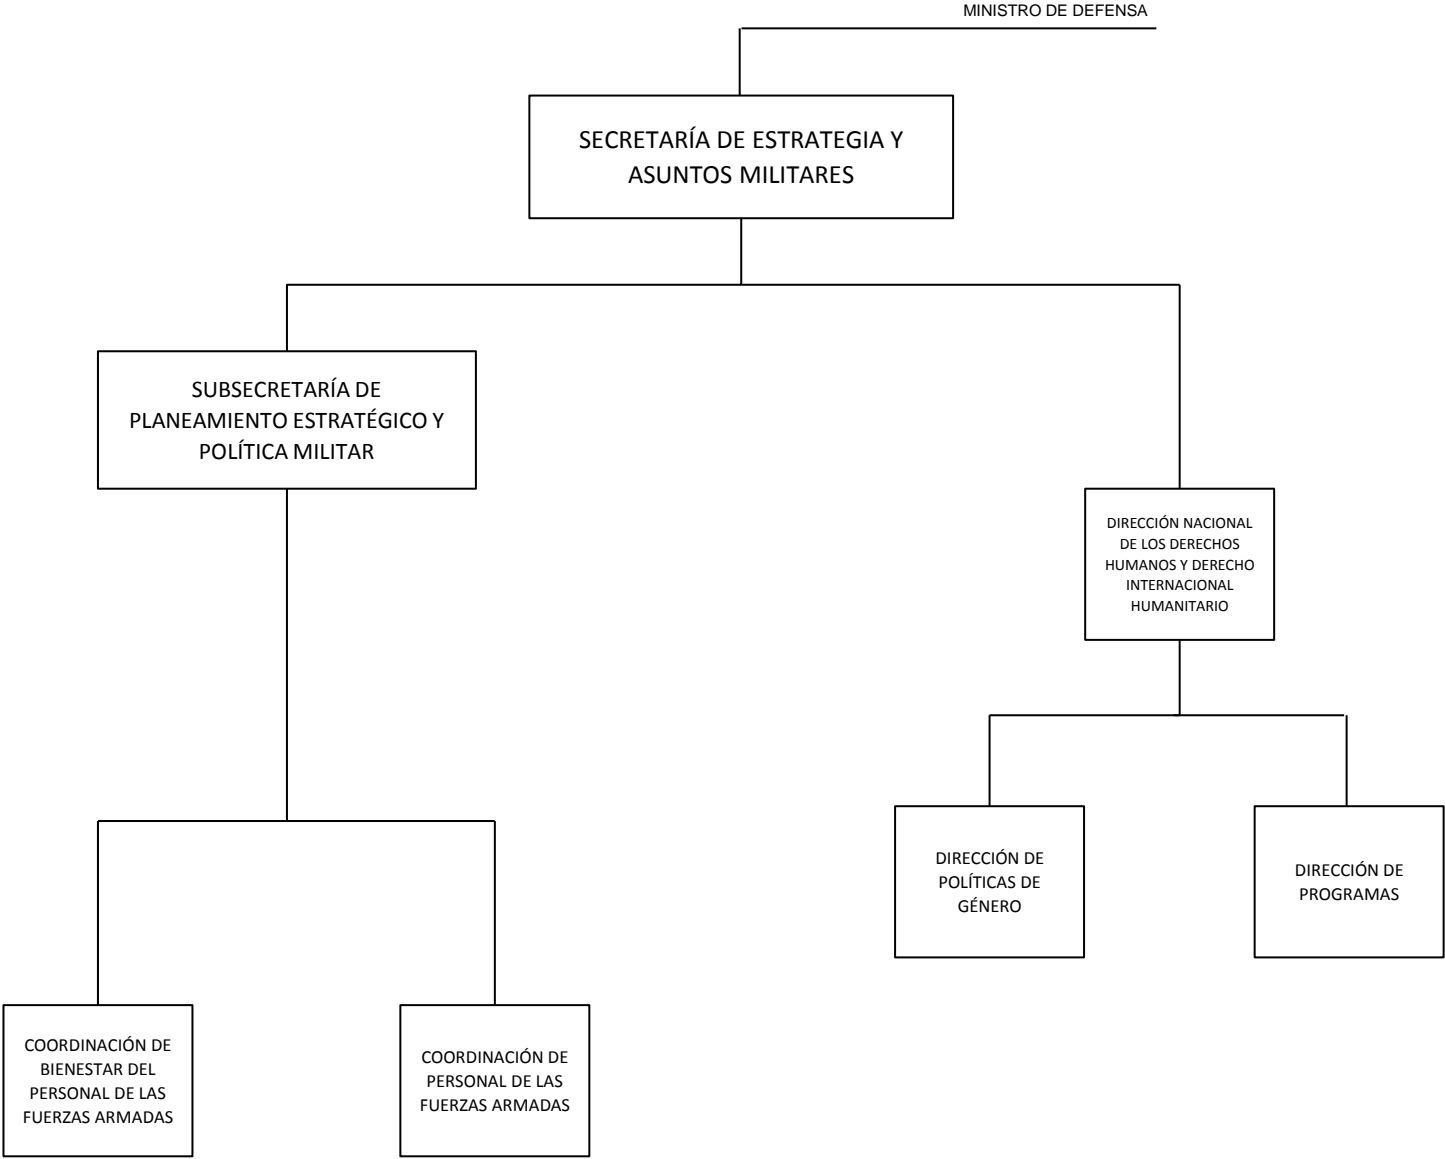 MINISTRO DE DEFENSA
SECRETARÍA DE ESTRATEGIA Y
ASUNTOS MILITARES
SUBSECRETARÍA DE
PLANEAMIENTO ESTRATÉGICO Y
POLÍTICA MILITAR
DIRECCIÓN NACIONAL
DE LOS DERECHOS
HUMANOS Y DERECHO
INTERNACIONAL
HUMANITARIO
DIRECCIÓN DE
POLÍTICAS DE
GÉNERO
DIRECCIÓN DE
PROGRAMAS
COORDINACIÓN DE
BIENESTAR DEL
PERSONAL DE LAS
FUERZAS ARMADAS
COORDINACIÓN DE
PERSONAL DE LAS
FUERZAS ARMADAS